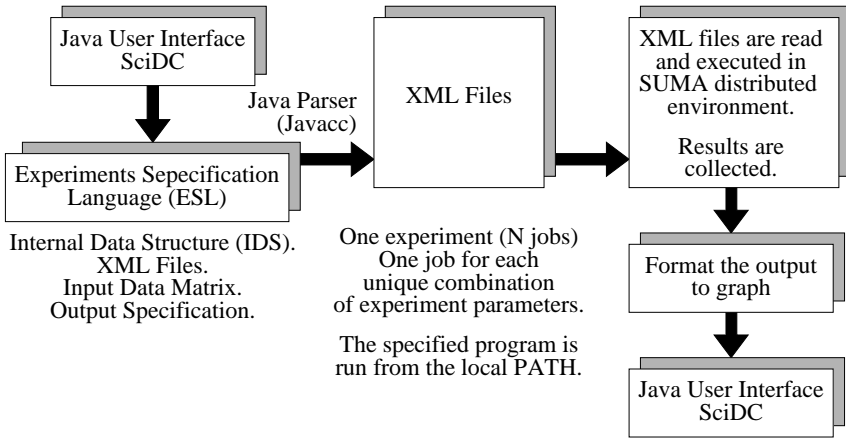 Java User Interface
SciDC
Java Parser
(Javacc)
Experiments Sepecification
Language (ESL)
Internal Data Structure (IDS).
XML Files.
Input Data Matrix.
Output Specification.
XML Files
One experiment (N jobs)
One job for each
unique combination
of experiment parameters.
The specified program is
run from the local PATH.
XML files are read
and executed in
SUMA distributed
environment.
Results are
collected.
Format the output
to graph
Java User Interface
SciDC